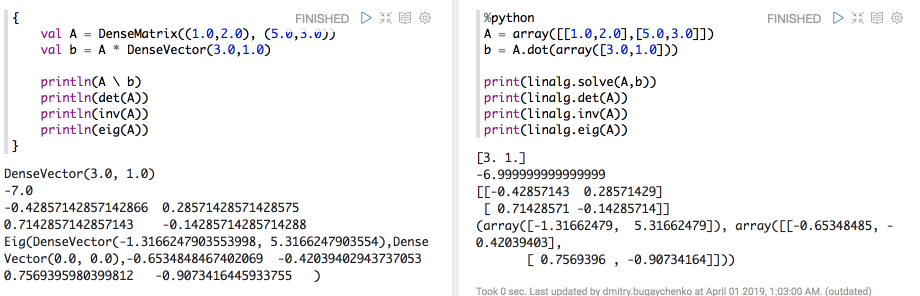 {
FINISHED
val A = DenseMatrix((1.0,2.0), (5.0,3.0))
val b = A * DenseVector(3.0,1.0)
println(A \ b)
println(det(A))
println(inv(A))
println(eig(A))
}
DenseVector(3.0, 1.0)
-7.0
-0.42857142857142866  0.28571428571428575
0.7142857142857143    -0.14285714285714288
Eig(DenseVector(-1.3166247903553998, 5.3166247903554),Dense
Vector(0.0, 0.0),-0.6534848467402069  -0.42039402943737053
0.7569395980399812   -0.9073416445933755   )
%python
FINISHED
A = array([[1.0,2.0],[5.0,3.0]])
b = A.dot(array([3.0,1.0]))
print(linalg.solve(A,b))
print(linalg.det(A))
print(linalg.inv(A))
print(linalg.eig(A))
[3. 1.]
-6.999999999999999
[[-0.42857143  0.28571429]
[ 0.71428571 -0.14285714]]
(array([-1.31662479,  5.31662479]), array([[-0.65348485, -
0.42039403],
[ 0.7569396 , -0.90734164]]))
Took 0 sec. Last updated by dmitry.bugaychenko at April 01 2019, 1:03:00 AM. (outdated)